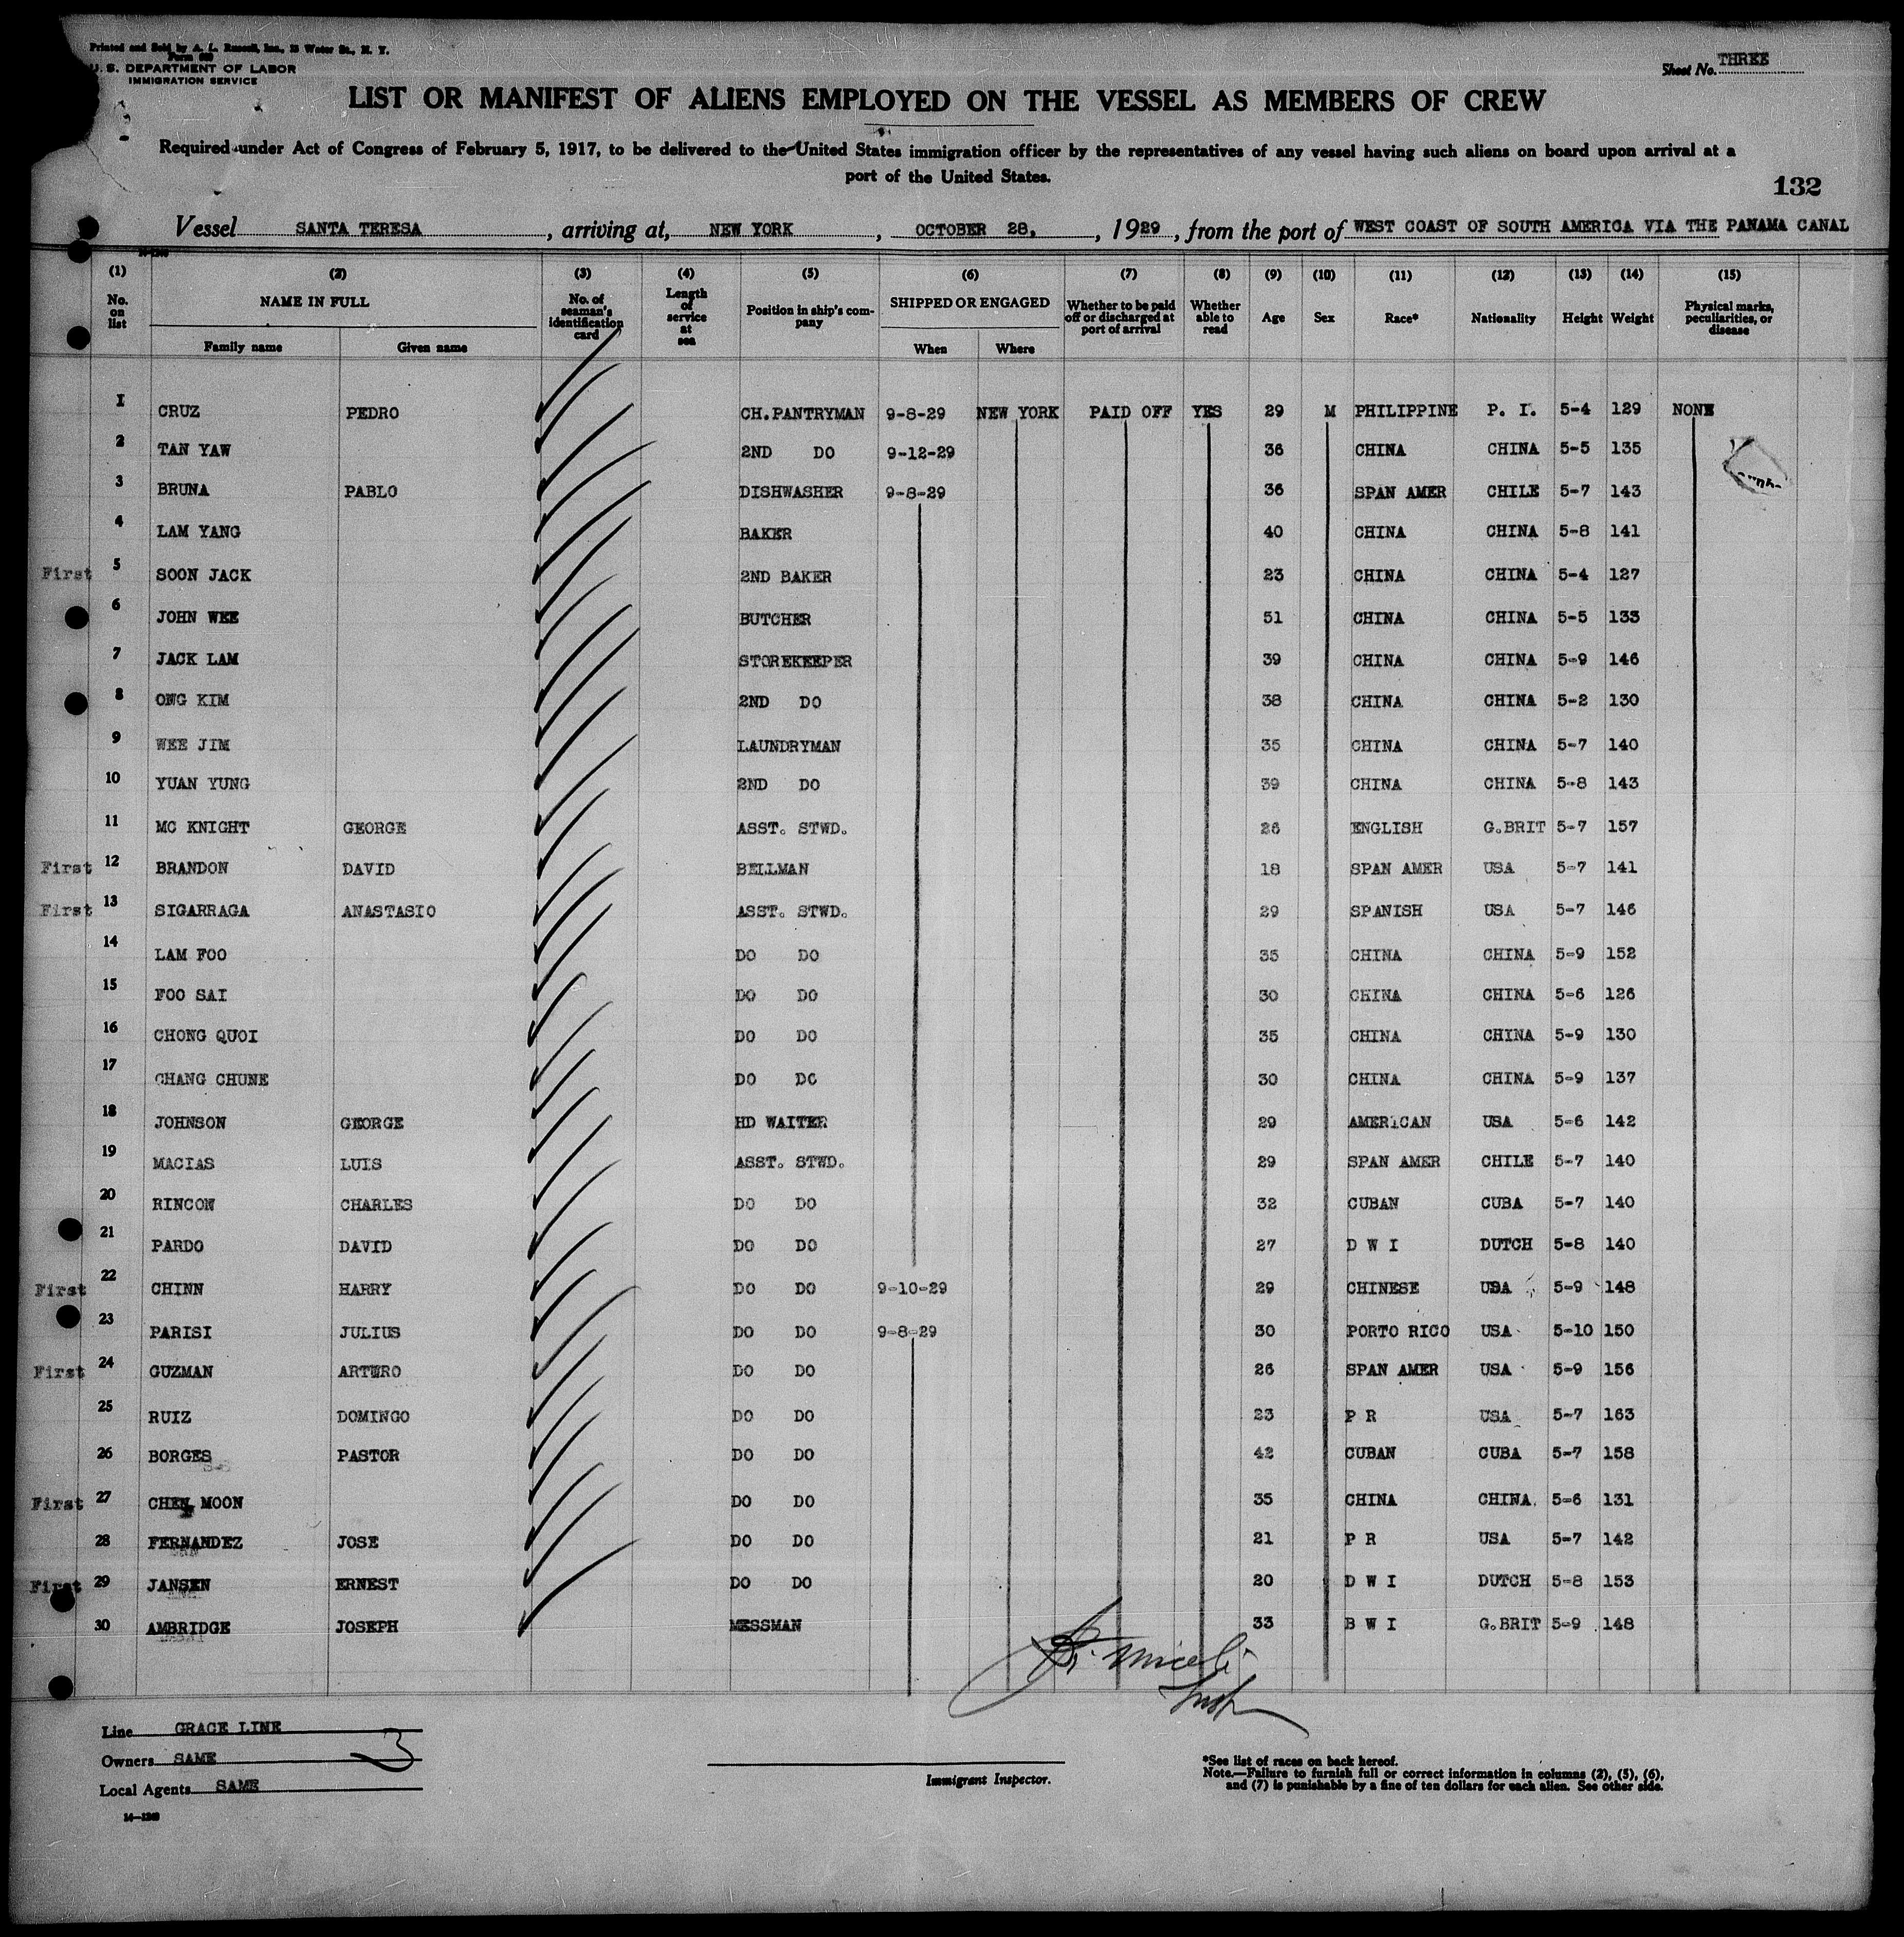 Printed and Sold by A. L. Russell, Inc., 25 Water St., N. Y.
U. S. DEPARTMENT OF LABOR
IMMIGRATION SERVICE
Sheet No. THREE
LIST OR MANIFEST OF ALIENS EMPLOYED ON THE VESSEL AS MEMBERS OF CREW
Required under Act of Congress of February 5, 1917, to be delivered to the United States immigration officer by the representatives of any vessel having such aliens on board upon arrival at a
port of the United States.
132
Vessel SANTA TERESA, arriving at, NEW YORK, OCTOBER 28, 1929, from the port of WEST COAST OF SOUTH AMERICA VIA THE PANAMA CANAL
(1) (2) (3) (4) (5) (6) (7) (8) (9) (10) (11) (12) (13) (14) (15)
No. on list NAME IN FULL No. of seaman's identification card Length of service at sea Position in ship's company SHIPPED OR ENGAGED Whether to be paid off or discharged at port of arrival Whether able to read Age Sex Race* Nationality Height Weight Physical marks, peculiarities, or disease
Family name Given name When Where
1 CRUZ PEDRO CH.PANTRYMAN 9-8-29 NEW YORK PAID OFF YES 29 M PHILIPPINE P. I. 5-4 129 NONE
2 TAN YAW 2ND DO 9-12-29 36 CHINA CHINA 5-5 135
3 BRUNA PABLO DISHWASHER 9-8-29 36 SPAN AMER CHILE 5-7 143
4 LAM YANG BAKER 40 CHINA CHINA 5-8 141
First 5 SOON JACK 2ND BAKER 23 CHINA CHINA 5-4 127
6 JOHN WEE BUTCHER 51 CHINA CHINA 5-5 133
7 JACK LAM STOREKEEPER 39 CHINA CHINA 5-9 146
8 ONG KIM 2ND DO 38 CHINA CHINA 5-2 130
9 WEE JIM LAUNDRYMAN 35 CHINA CHINA 5-7 140
10 YUAN YUNG 2ND DO 39 CHINA CHINA 5-8 143
11 MC KNIGHT GEORGE ASST. STWD. 26 ENGLISH G.BRIT 5-7 157
First 12 BRANDON DAVID BELLMAN 18 SPAN AMER USA 5-7 141
First 13 SIGARRAGA ANASTASIO ASST. STWD. 29 SPANISH USA 5-7 146
14 LAM FOO DO DO 35 CHINA CHINA 5-9 152
15 FOO SAI DO DO 30 CHINA CHINA 5-6 126
16 CHONG QUOI DO DO 35 CHINA CHINA 5-9 130
17 CHANG CHUNE DO DO 30 CHINA CHINA 5-9 137
18 JOHNSON GEORGE HD WAITER 29 AMERICAN USA 5-6 142
19 MACIAS LUIS ASST. STWD. 29 SPAN AMER CHILE 5-7 140
20 RINCON CHARLES DO DO 32 CUBAN CUBA 5-7 140
21 PARDO DAVID DO DO 27 D W I DUTCH 5-8 140
First 22 CHINN HARRY DO DO 9-10-29 29 CHINESE USA 5-9 148
23 PARISI JULIUS DO DO 9-8-29 30 PORTO RICO USA 5-10 150
First 24 GUZMAN ARTURO DO DO 26 SPAN AMER USA 5-9 156
25 RUIZ DOMINGO DO DO 23 P R USA 5-7 163
26 BORGES PASTOR DO DO 42 CUBAN CUBA 5-7 158
First 27 CHEN MOON DO DO 35 CHINA CHINA. 5-6 131
28 FERNANDEZ JOSE DO DO 21 P R USA 5-7 142
First 29 JANSEN ERNEST DO DO 20 D W I DUTCH 5-8 153
30 AMBRIDGE JOSEPH MESSMAN 33 B W I G.BRIT 5-9 148
Line GRACE LINE
Owners SAME 3
Local Agents SAME
Immigrant Inspector.
*See list of races on back hereof.
Note.—Failure to furnish full or correct information in columns (2), (5), (6),
and (7) is punishable by a fine of ten dollars for each alien. See other side.
14—1240